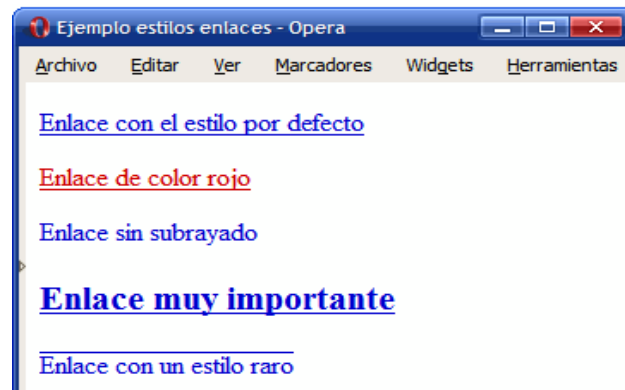 Ejemplo estilos enlaces - Opera
Archivo Editar Ver Marcadores Widgets Herramientas
Enlace con el estilo por defecto
Enlace de color rojo
Enlace sin subrayado
Enlace muy importante
Enlace con un estilo raro